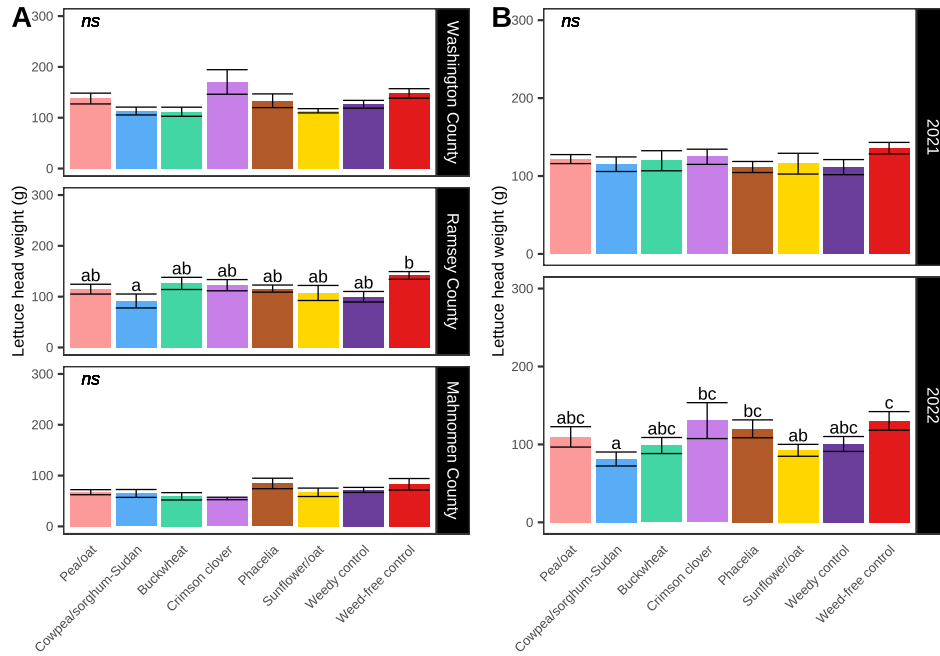 A
B
Lettuce head weight (g)
300
200
100
0
ns
Washington County
300
200
100
0
ab
a
ab
ab
ab
ab
ab
b
Ramsey County
300
200
100
0
ns
Mahnomen County
Pea/oat
Cowpea/sorghum-Sudan
Buckwheat
Crimson clover
Phacelia
Sunflower/oat
Weedy control
Weed-free control
Lettuce head weight (g)
300
200
100
0
ns
2021
300
200
100
0
abc
a
abc
bc
bc
ab
abc
c
2022
Pea/oat
Cowpea/sorghum-Sudan
Buckwheat
Crimson clover
Phacelia
Sunflower/oat
Weedy control
Weed-free control